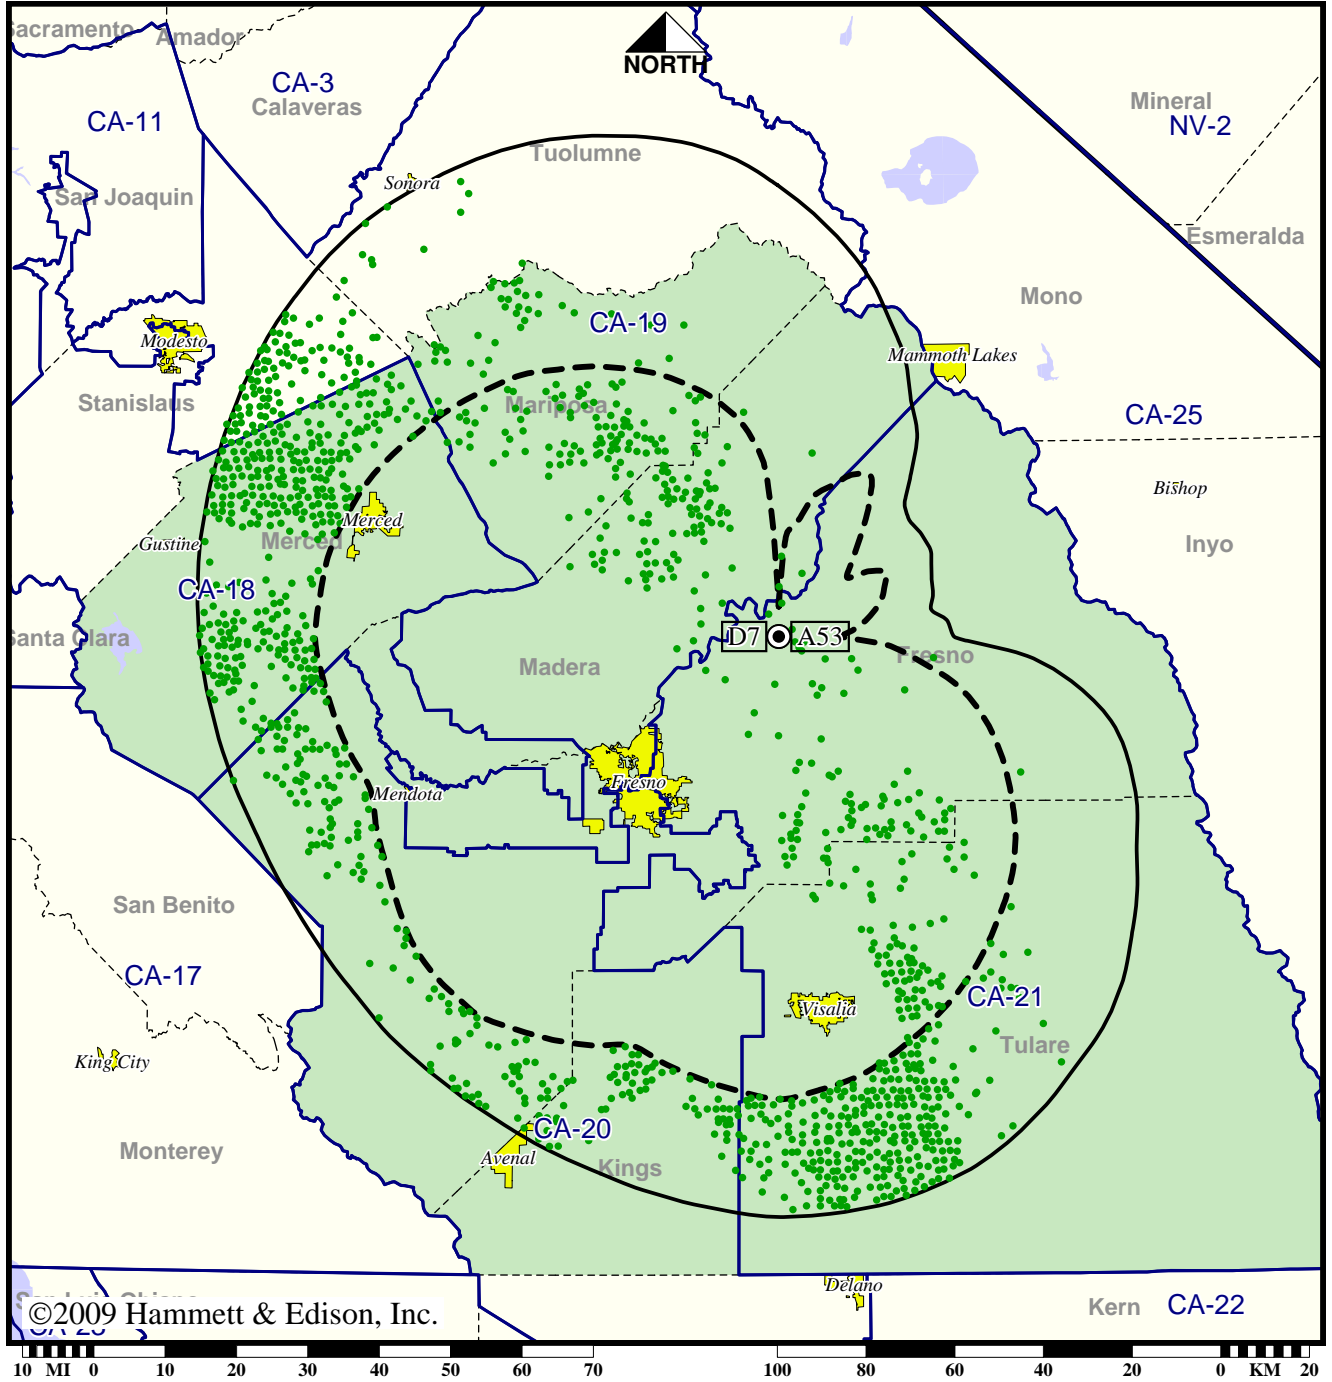 Sacramento
Amador
NORTH
CA-3
Calaveras
Mineral
CA-11
NV-2
Tuolumne
Sonora
San Joaquin
Esmeralda
Mono
CA-19
Modesto
Mammoth Lakes
Stanislaus
Mariposa
CA-25
Bishop
Merced
Gustine
Merced
Inyo
CA-18
Santa Clara
D7
A53
Fresno
Madera
Fresno
Mendota
San Benito
CA-17
CA-21
Visalia
Tulare
King City
CA-20
Monterey
Avenal
Kings
Delano
Kern
CA-22
©2009 Hammett & Edison, Inc.
10 MI 0 10 20 30 40 50 60 70
100 80 60 40 20 0 KM 20